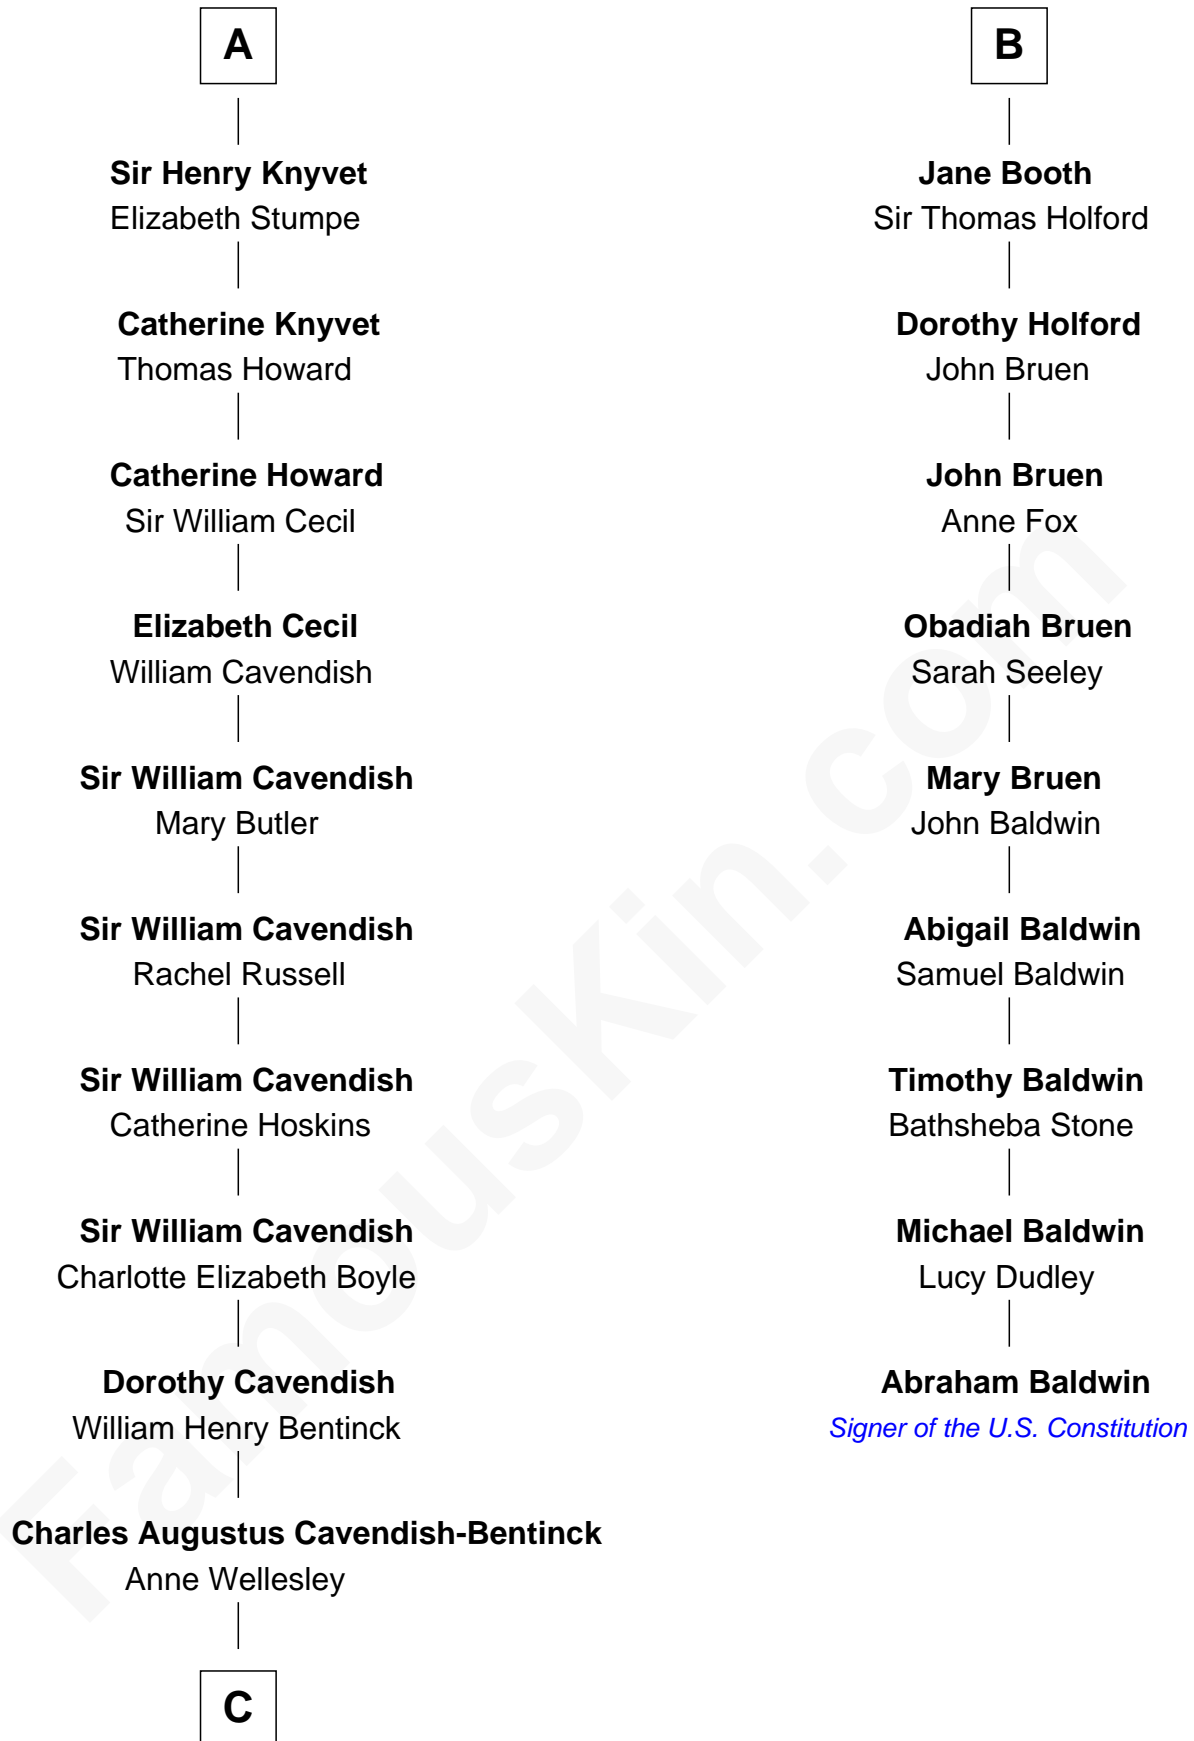 A
Sir Henry Knyvet
Elizabeth Stumpe
Catherine Knyvet
Thomas Howard
Catherine Howard
Sir William Cecil
Elizabeth Cecil
William Cavendish
Sir William Cavendish
Mary Butler
Sir William Cavendish
Rachel Russell
Sir William Cavendish
Catherine Hoskins
Sir William Cavendish
Charlotte Elizabeth Boyle
Dorothy Cavendish
William Henry Bentinck
Charles Augustus Cavendish-Bentinck
Anne Wellesley
C
B
Jane Booth
Sir Thomas Holford
Dorothy Holford
John Bruen
John Bruen
Anne Fox
Obadiah Bruen
Sarah Seeley
Mary Bruen
John Baldwin
Abigail Baldwin
Samuel Baldwin
Timothy Baldwin
Bathsheba Stone
Michael Baldwin
Lucy Dudley
Abraham Baldwin
Signer of the U.S. Constitution
FamousKin.com